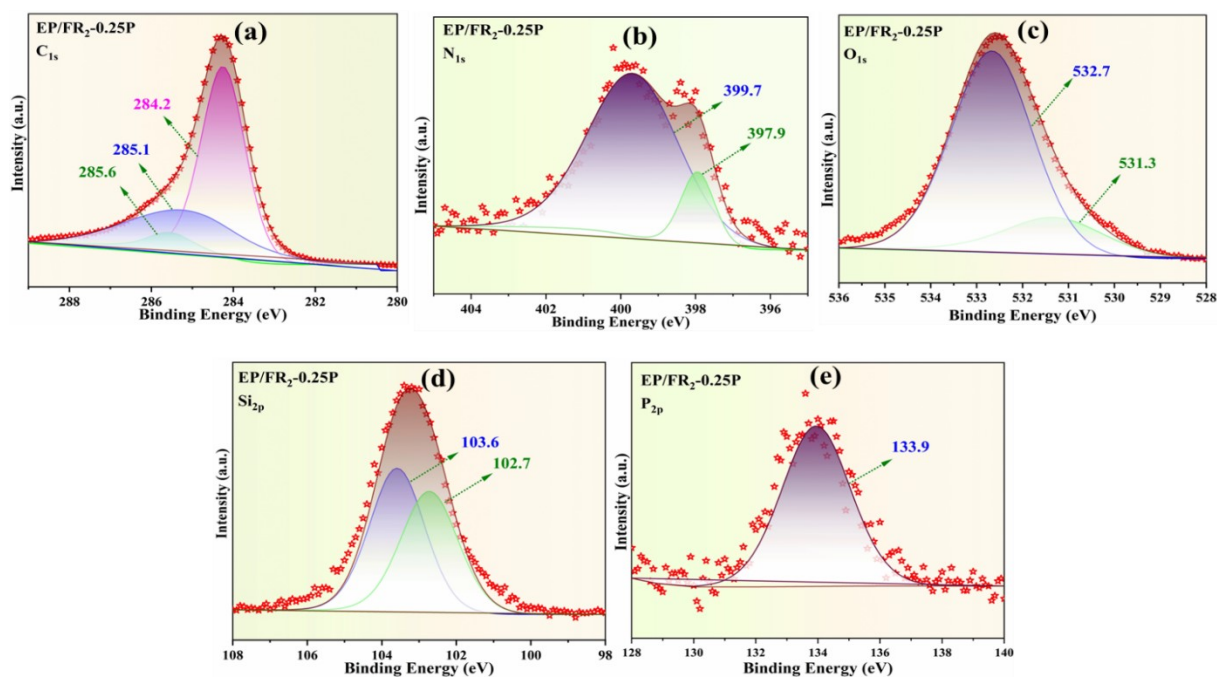 EP/FR₂-0.25P
C₁ₛ
(a)
284.2
285.1
285.6
Intensity (a.u.)
288 286 284 282 280
Binding Energy (eV)
EP/FR₂-0.25P
N₁ₛ
(b)
399.7
397.9
Intensity (a.u.)
404 402 400 398 396
Binding Energy (eV)
EP/FR₂-0.25P
O₁ₛ
(c)
532.7
531.3
Intensity (a.u.)
536 535 534 533 532 531 530 529 528
Binding Energy (eV)
EP/FR₂-0.25P
Si₂ₚ
(d)
103.6
102.7
Intensity (a.u.)
108 106 104 102 100 98
Binding Energy (eV)
EP/FR₂-0.25P
P₂ₚ
(e)
133.9
Intensity (a.u.)
128 130 132 134 136 138 140
Binding Energy (eV)